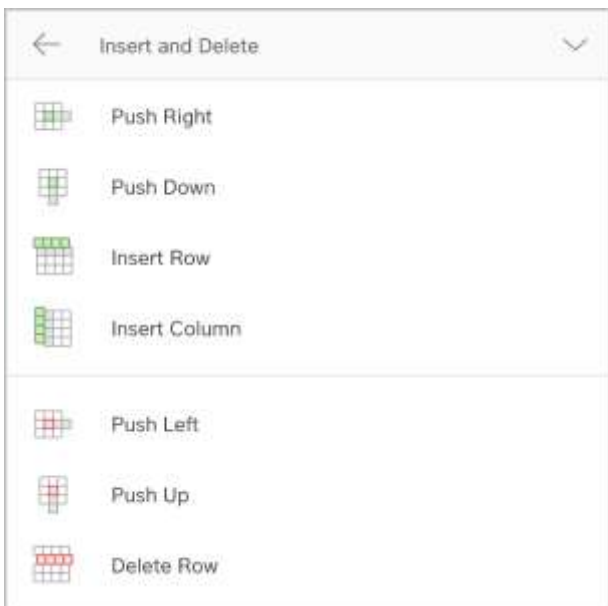 Insert and Delete
Push Right
Push Down
Insert Row
Insert Column
Push Left
Push Up
Delete Row